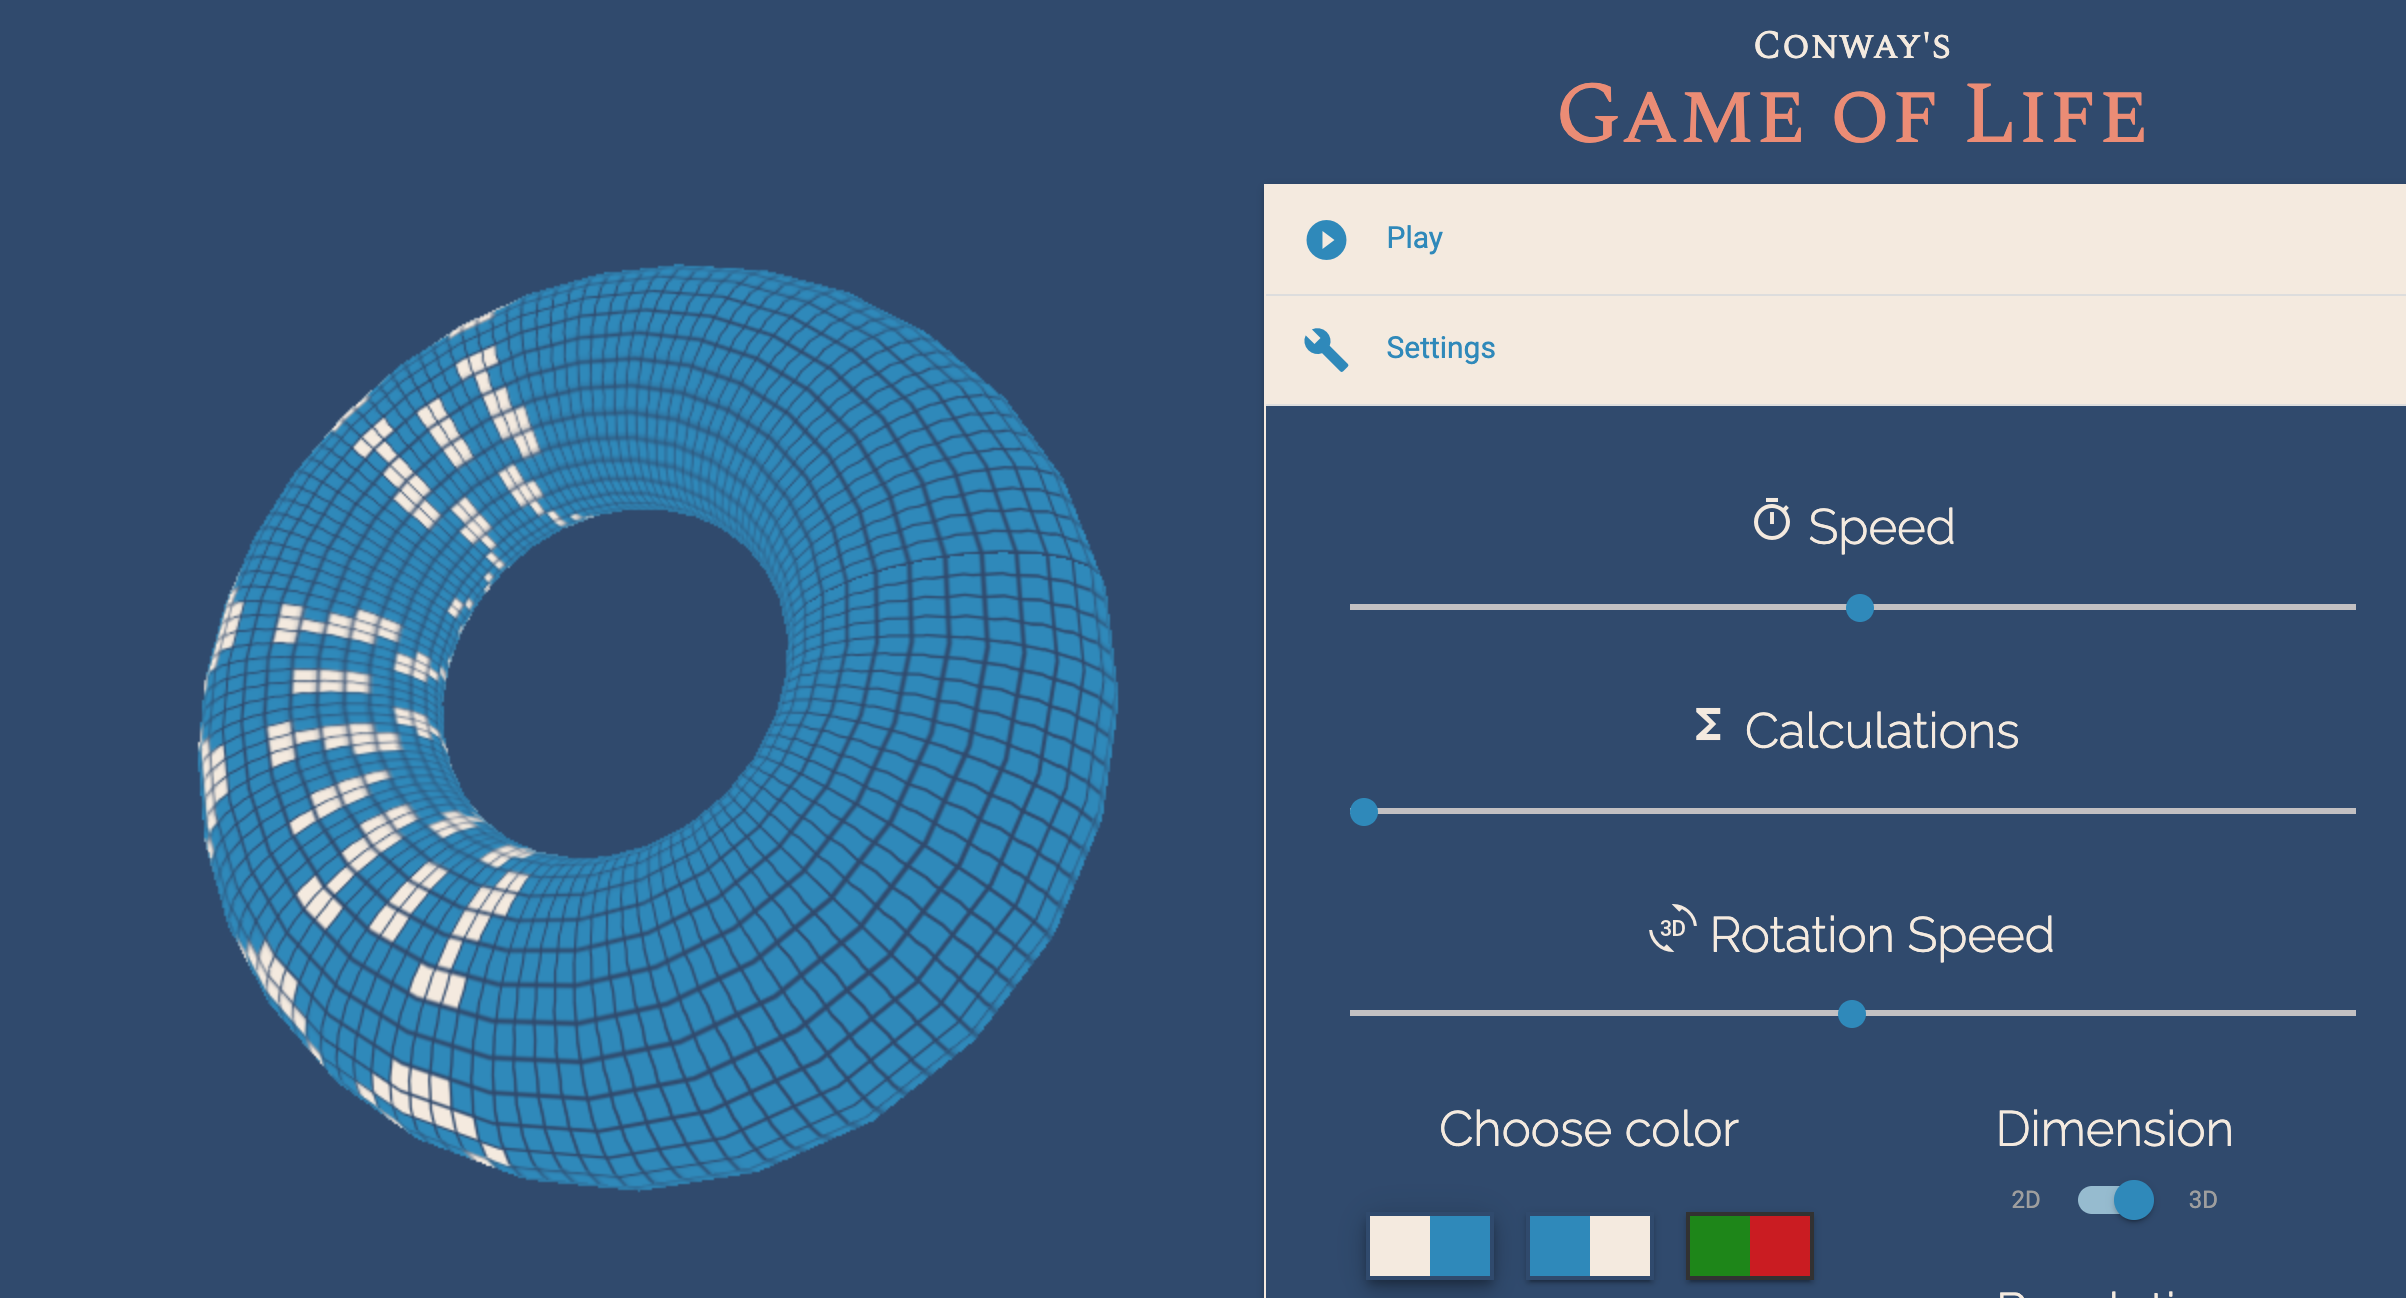 CONWAY'S
GAME OF LIFE
Play
Settings
Speed
Σ Calculations
3D Rotation Speed
Choose color
Dimension
2D 3D